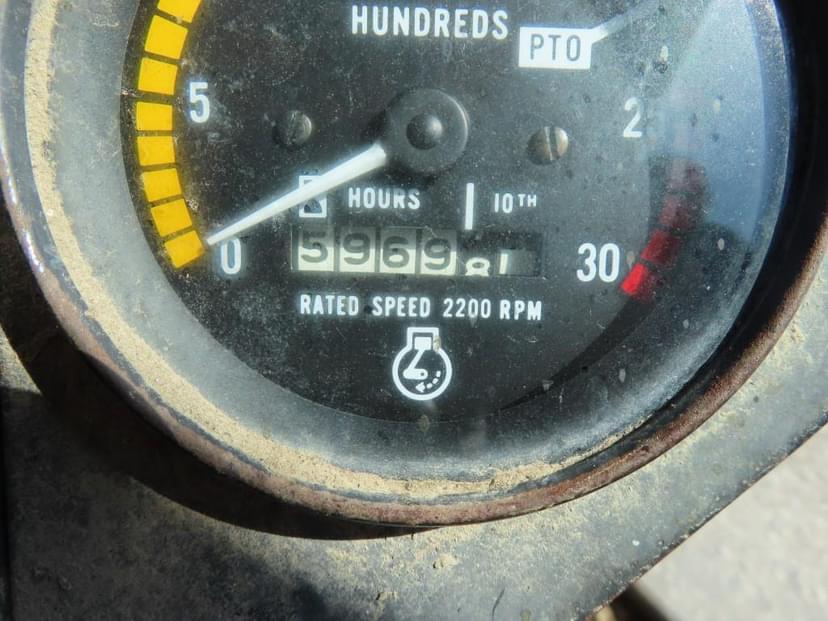 HUNDREDS
PTO
5
2
HOURS 10TH
0 5969 30
RATED SPEED 2200 RPM